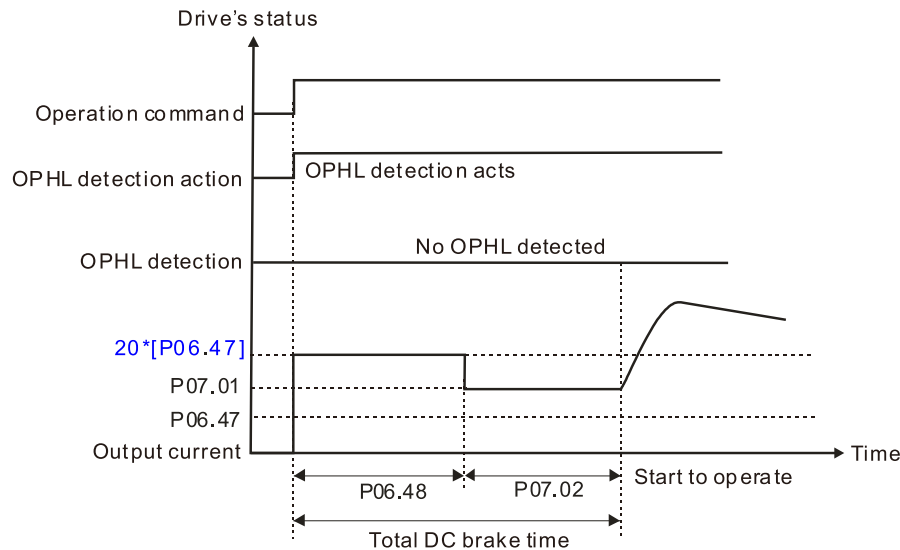 Drive's status
Operation command
OPHL detection action
OPHL detection acts
No OPHL detected
OPHL detection
20*[P06.47]
P07.01
P06.47
Output current
Time
P06.48
P07.02
Start to operate
Total DC brake time